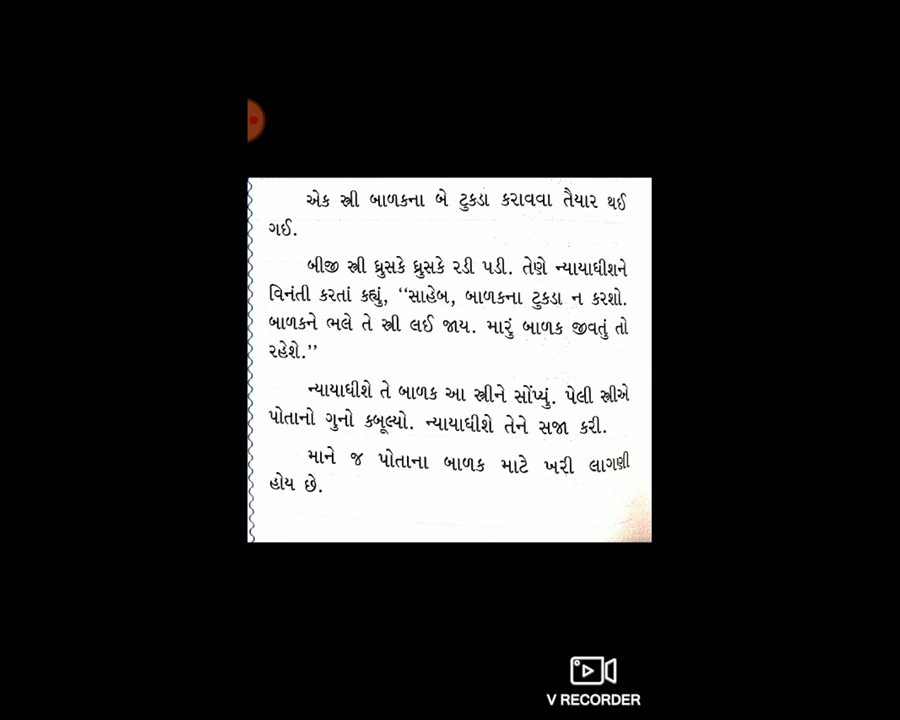 એક સ્ત્રી બાળકના બે ટુકડા કરાવવા તૈયાર થઈ
ગઈ.
બીજી સ્ત્રી ધ્રુસકે ધ્રુસકે રડી પડી. તેણે ન્યાયાધીશને
વિનંતી કરતાં કહ્યું, ‘‘સાહેબ, બાળકના ટુકડા ન કરશો.
બાળકને ભલે તે સ્ત્રી લઈ જાય. મારું બાળક જીવતું તો
રહેશે.’’
ન્યાયાધીશે તે બાળક આ સ્ત્રીને સોંપ્યું. પેલી સ્ત્રીએ
પોતાનો ગુનો કબૂલ્યો. ન્યાયાધીશે તેને સજા કરી.
માને જ પોતાના બાળક માટે ખરી લાગણી
હોય છે.
V RECORDER